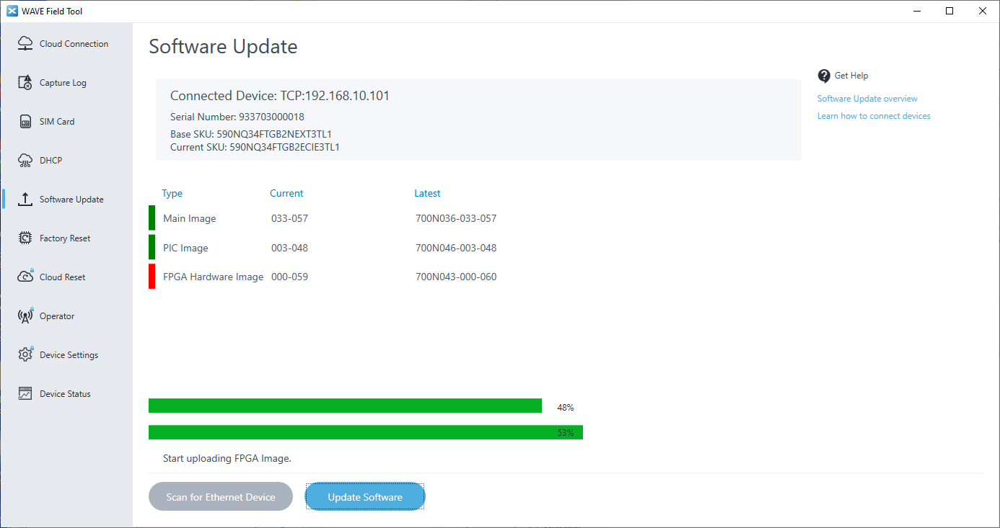 WAVE Field Tool
Cloud Connection
Capture Log
SIM Card
DHCP
Software Update
Factory Reset
Cloud Reset
Operator
Device Settings
Device Status
Software Update
Connected Device: TCP:192.168.10.101
Serial Number: 933703000018
Base SKU: 590NQ34FTGB2NEXT3TL1
Current SKU: 590NQ34FTGB2ECIE3TL1
Get Help
Software Update overview
Learn how to connect devices
Type Current Latest
Main Image 033-057 700N036-033-057
PIC Image 003-048 700N046-003-048
FPGA Hardware Image 000-059 700N043-000-060
48%
53%
Start uploading FPGA Image.
Scan for Ethernet Device
Update Software